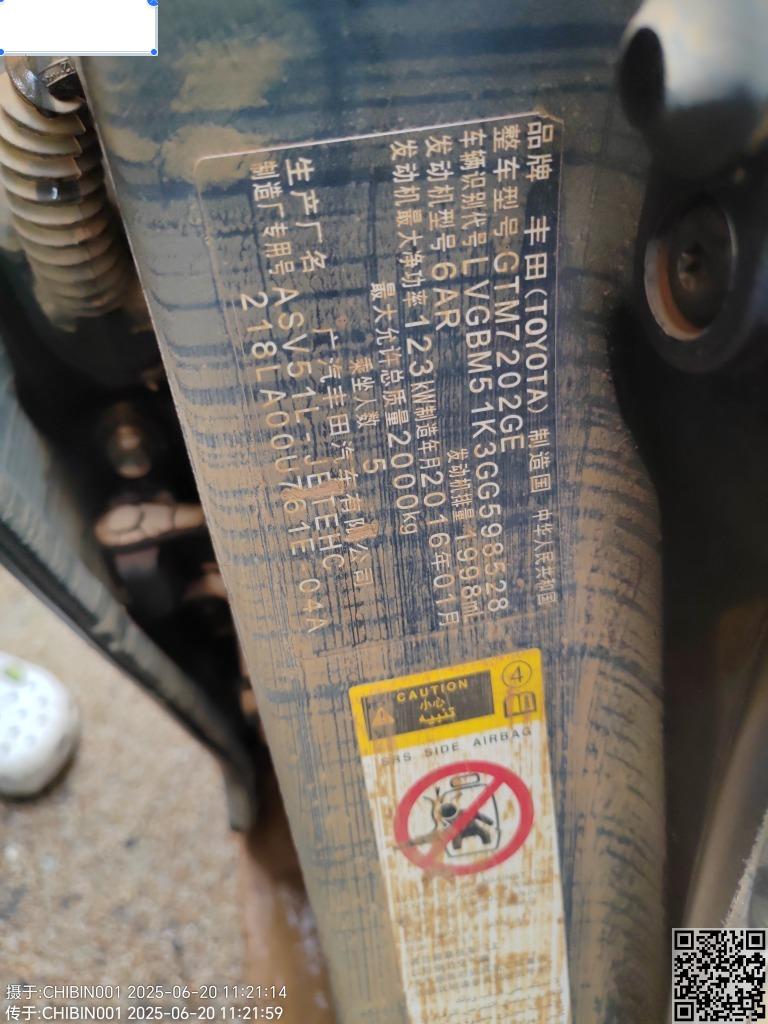 品牌 丰田(TOYOTA) 制造国 中华人民共和国
整车型号 GTM7202GE
车辆识别代号 LVGBM51K3GG598528
发动机型号 6AR 发动机排量 1998mL
发动机最大净功率 123kW 制造年月 2016年01月
最大允许总质量 2000kg
乘坐人数 5
生产厂名 广汽丰田汽车有限公司
制造厂专用号 ASV51L-JETEHC
218LA00U761E-04A
CAUTION
小心
تنبيه
4
SRS SIDE AIRBAG
摄于:CHIBIN001 2025-06-20 11:21:14
传于:CHIBIN001 2025-06-20 11:21:59